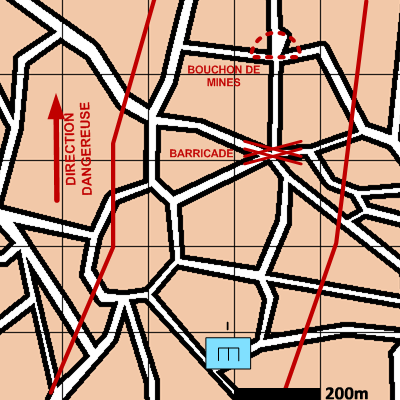 BOUCHON DE
MINES
BARRICADE
DIRECTION
DANGEREUSE
I
E
200m